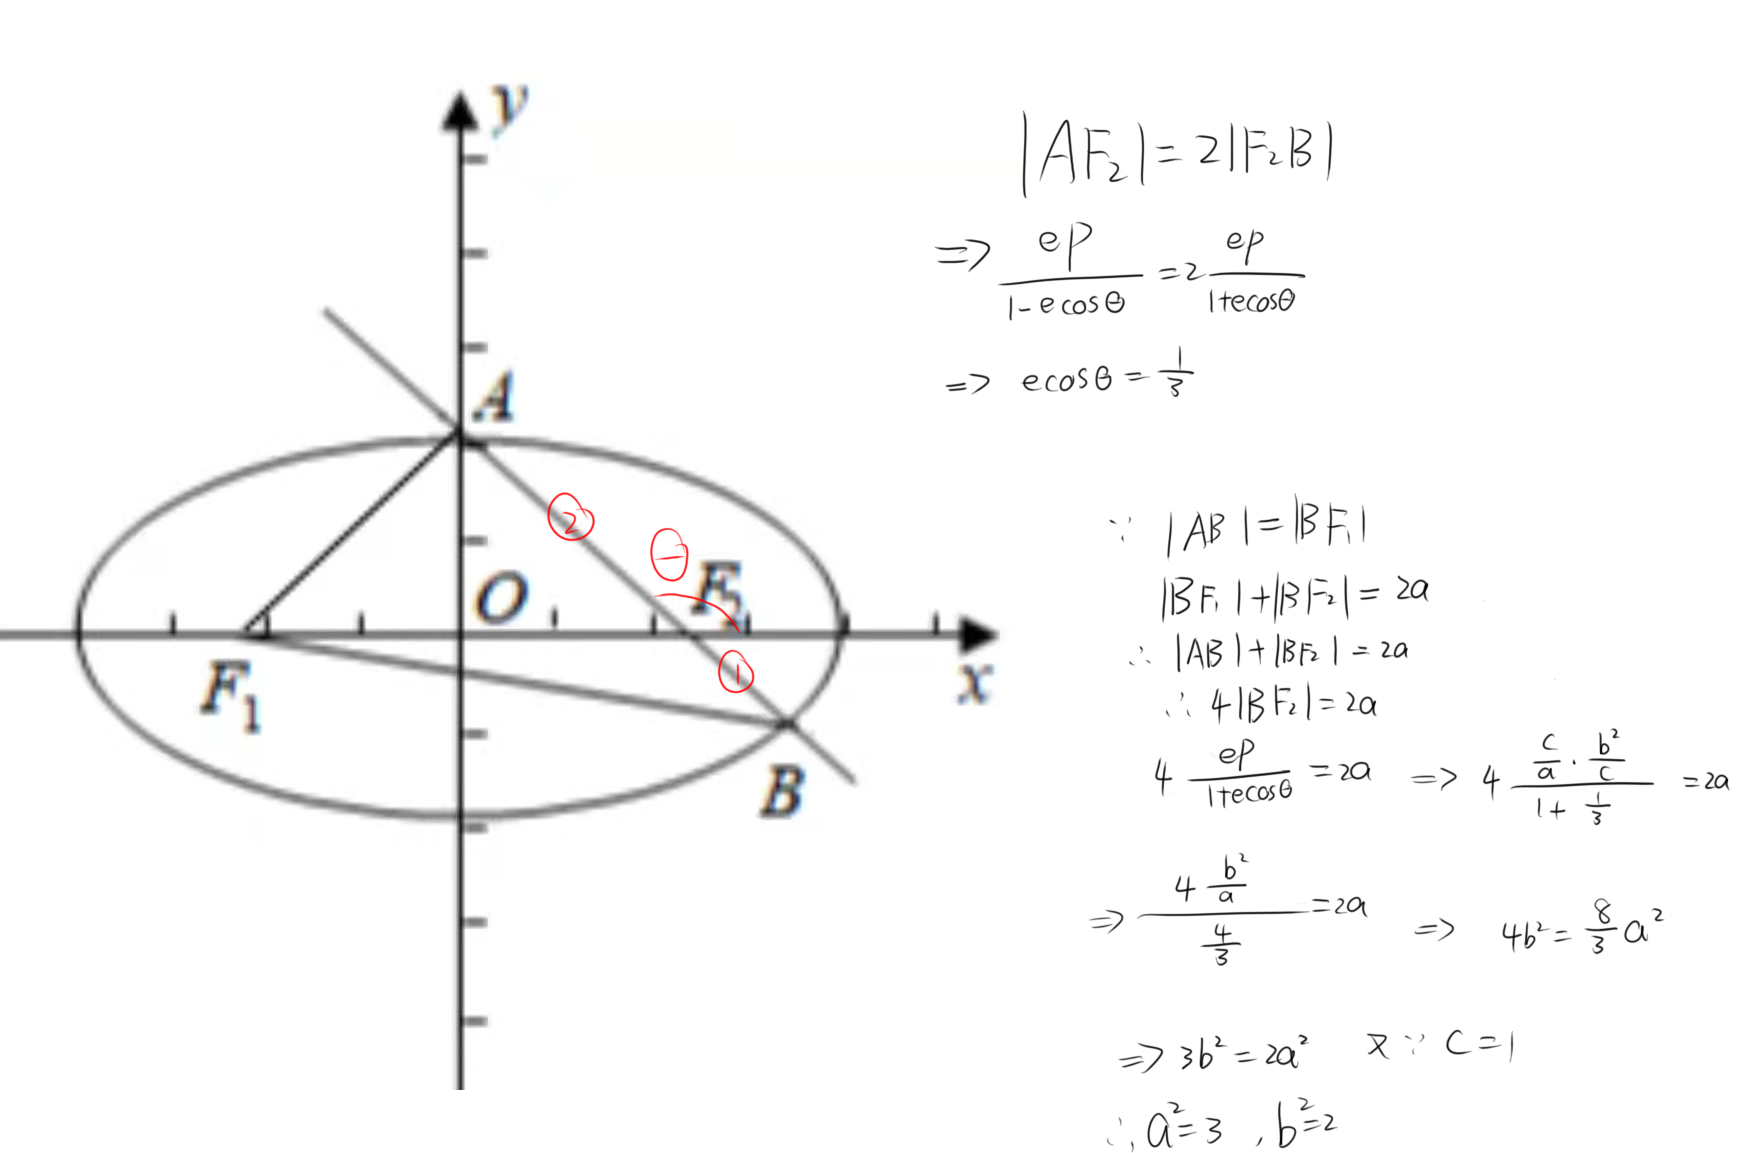 y
A
②
θ
O
F₂
①
F₁
x
B
|AF₂|=2|F₂B|
=> ep/(1-ecosθ) =2 ep/(1+ecosθ)
=> ecosθ = 1/3
∵ |AB|=|BF₁|
|BF₁|+|BF₂|=2a
∴ |AB|+|BF₂|=2a
∴ 4|BF₂|=2a
4 ep/(1+ecosθ) =2a => 4 (c/a · b²/c)/(1+ 1/3) =2a
=> (4 b²/a)/(4/3) =2a => 4b²= 8/3 a²
=> 3b²=2a² 又∵ c=1
∴ a²=3 , b²=2